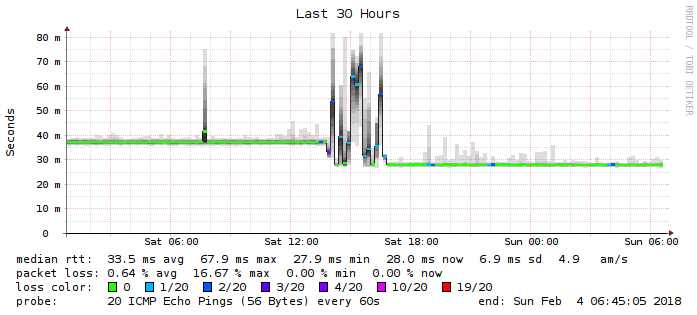 Last 30 Hours
RRDTOOL / TOBI OETIKER
Seconds
80 m
70 m
60 m
50 m
40 m
30 m
20 m
10 m
0
Sat 06:00 Sat 12:00 Sat 18:00 Sun 00:00 Sun 06:00
median rtt: 33.5 ms avg 67.9 ms max 27.9 ms min 28.0 ms now 6.9 ms sd 4.9 am/s
packet loss: 0.64 % avg 16.67 % max 0.00 % min 0.00 % now
loss color: 0 1/20 2/20 3/20 4/20 10/20 19/20
probe: 20 ICMP Echo Pings (56 Bytes) every 60s end: Sun Feb 4 06:45:05 2018